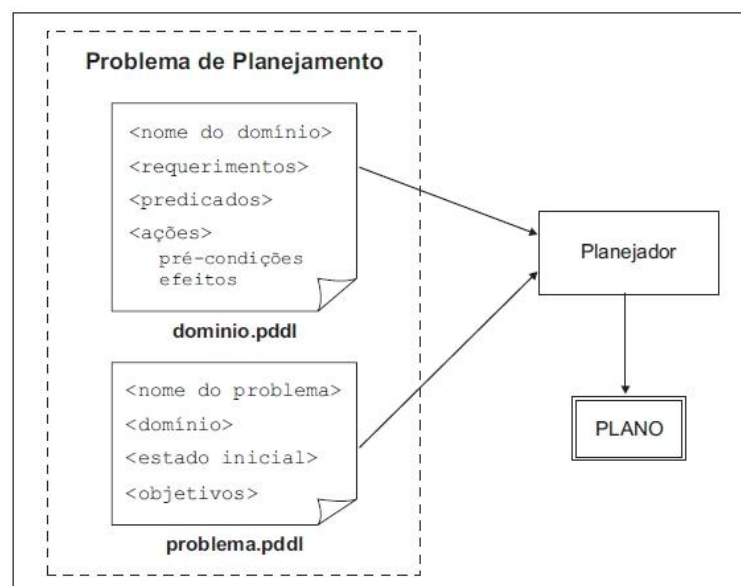 Problema de Planejamento
<nome do domínio>
<requerimentos>
<predicados>
<ações>
pré-condições
efeitos
dominio.pddl
<nome do problema>
<domínio>
<estado inicial>
<objetivos>
problema.pddl
Planejador
PLANO